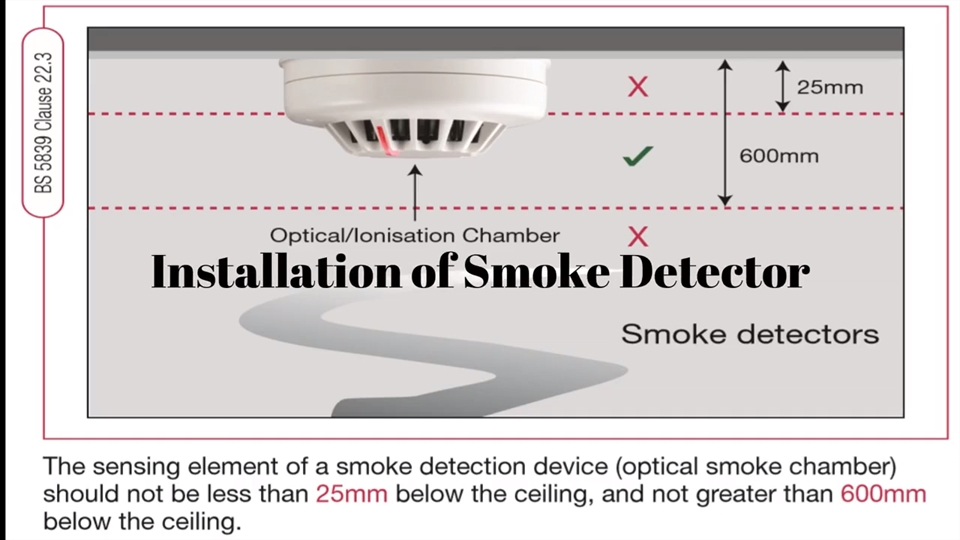 BS 5839 Clause 22.3
X
25mm
600mm
Optical/Ionisation Chamber
X
Installation of Smoke Detector
Smoke detectors
The sensing element of a smoke detection device (optical smoke chamber)
should not be less than 25mm below the ceiling, and not greater than 600mm
below the ceiling.